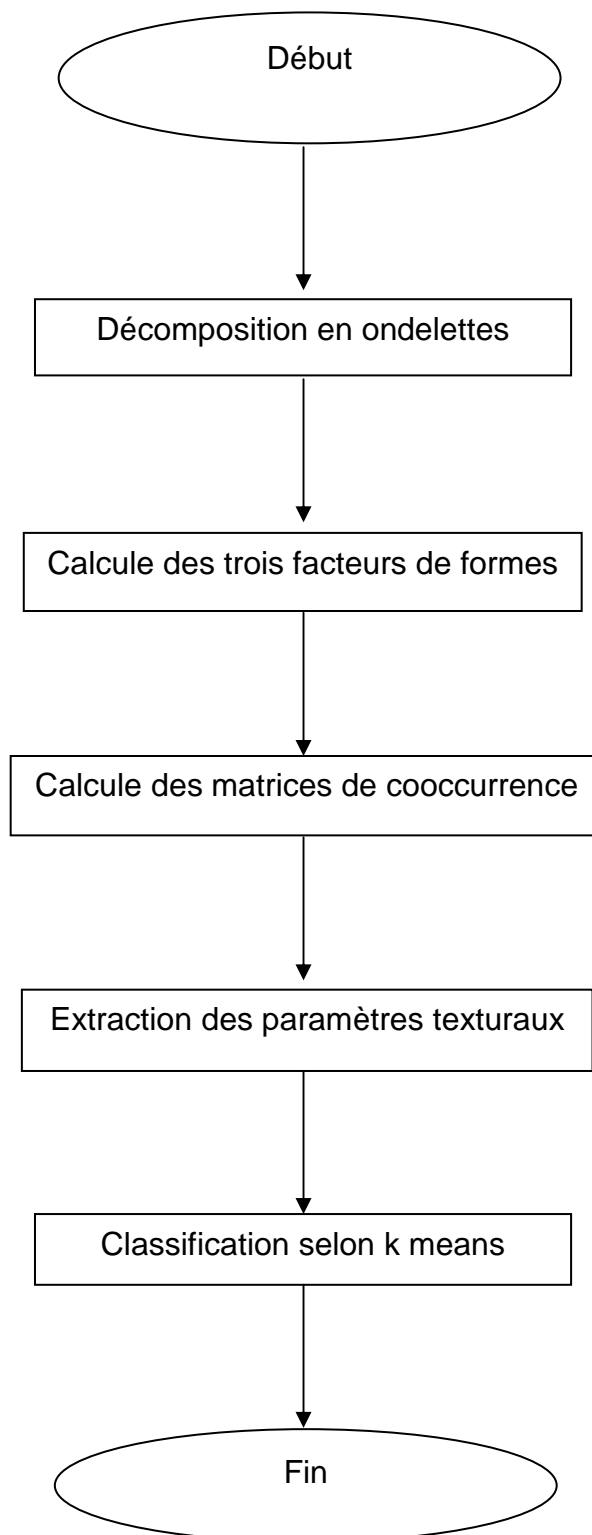 Début
Décomposition en ondelettes
Calcule des trois facteurs de formes
Calcule des matrices de cooccurrence
Extraction des paramètres texturaux
Classification selon k means
Fin